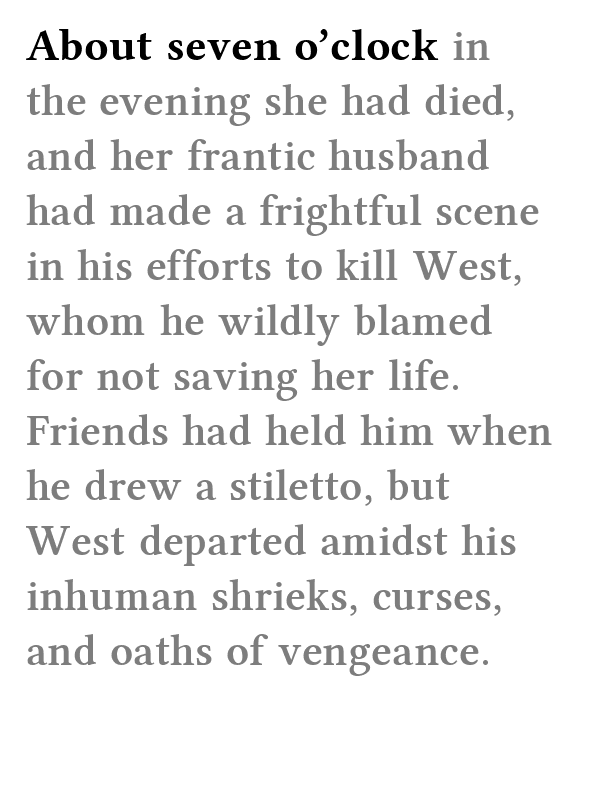 About seven o’clock in
the evening she had died,
and her frantic husband
had made a frightful scene
in his efforts to kill West,
whom he wildly blamed
for not saving her life.
Friends had held him when
he drew a stiletto, but
West departed amidst his
inhuman shrieks, curses,
and oaths of vengeance.